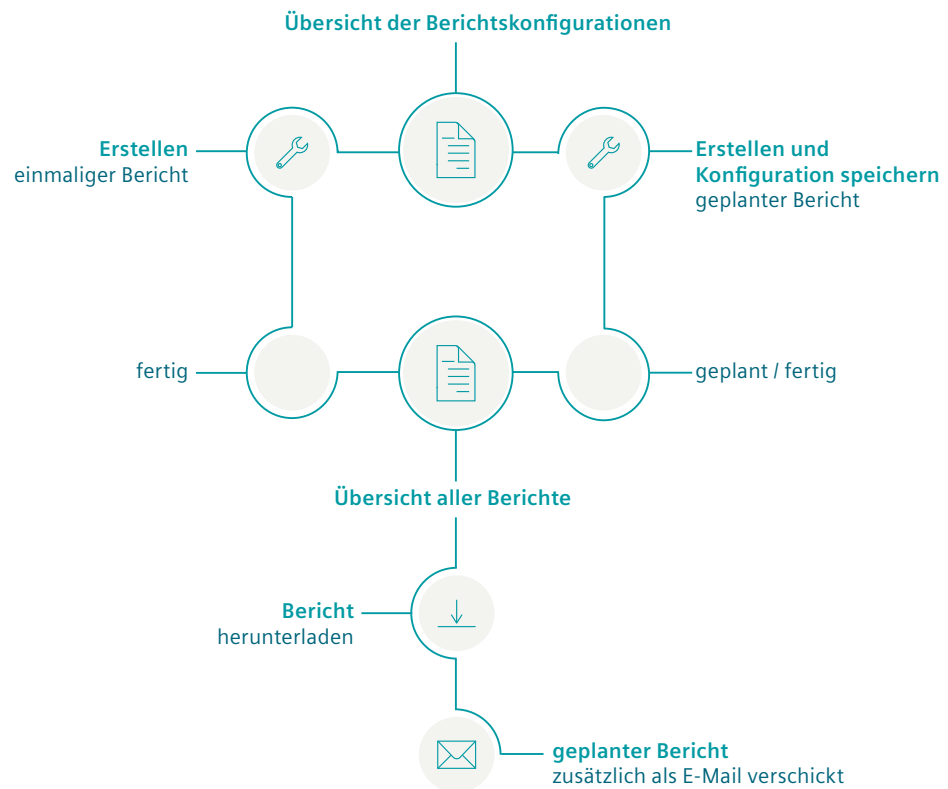 Übersicht der Berichtskonfigurationen
Erstellen
einmaliger Bericht
Erstellen und
Konfiguration speichern
geplanter Bericht
fertig
geplant / fertig
Übersicht aller Berichte
Bericht
herunterladen
geplanter Bericht
zusätzlich als E-Mail verschickt